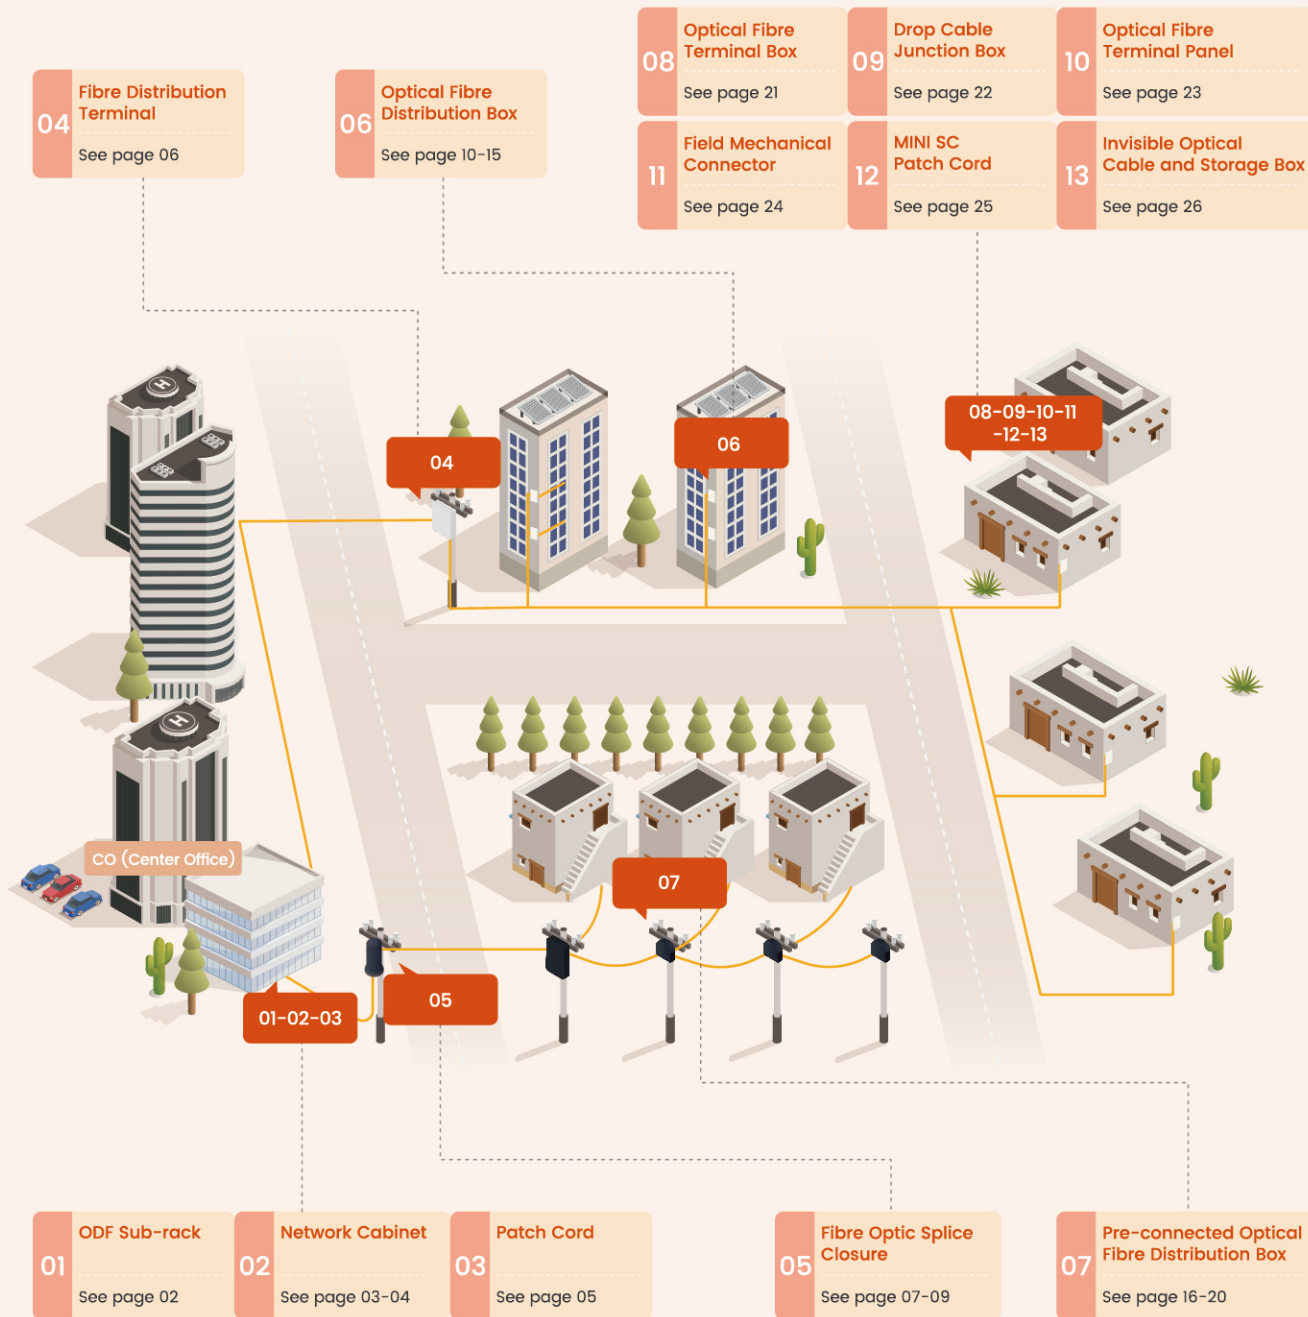 08
Optical Fibre
Terminal Box
See page 21
09
Drop Cable
Junction Box
See page 22
10
Optical Fibre
Terminal Panel
See page 23
04
Fibre Distribution
Terminal
See page 06
06
Optical Fibre
Distribution Box
See page 10-15
11
Field Mechanical
Connector
See page 24
12
MINI SC
Patch Cord
See page 25
13
Invisible Optical
Cable and Storage Box
See page 26
H
04
06
08-09-10-11
-12-13
H
CO (Center Office)
07
05
01-02-03
01
ODF Sub-rack
See page 02
02
Network Cabinet
See page 03-04
03
Patch Cord
See page 05
05
Fibre Optic Splice
Closure
See page 07-09
07
Pre-connected Optical
Fibre Distribution Box
See page 16-20